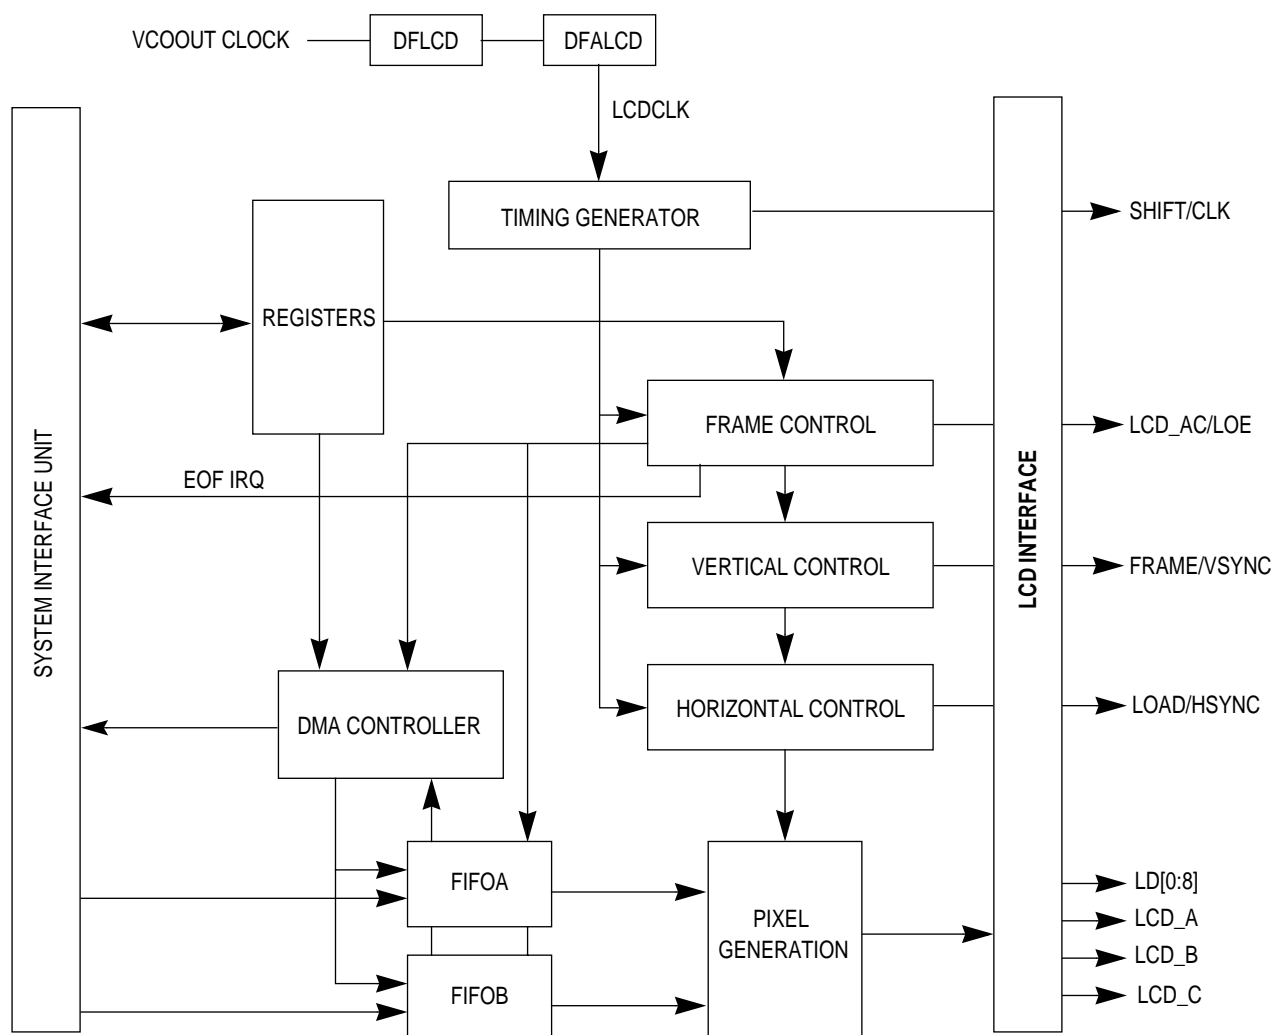 VCOOUT CLOCK
DFLCD
DFALCD
LCDCLK
TIMING GENERATOR
SHIFT/CLK
REGISTERS
FRAME CONTROL
LCD_AC/LOE
EOF IRQ
SYSTEM INTERFACE UNIT
LCD INTERFACE
VERTICAL CONTROL
FRAME/VSYNC
DMA CONTROLLER
HORIZONTAL CONTROL
LOAD/HSYNC
FIFOA
PIXEL
GENERATION
LD[0:8]
LCD_A
LCD_B
FIFOB
LCD_C